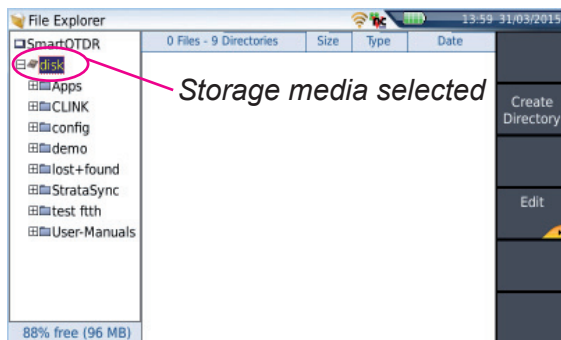 File Explorer
13:59 31/03/2015
SmartOTDR
0 Files - 9 Directories Size Type Date
disk
Apps
Storage media selected
CLINK
Create
Directory
config
demo
lost+found
StrataSync
Edit
test ftth
User-Manuals
88% free (96 MB)